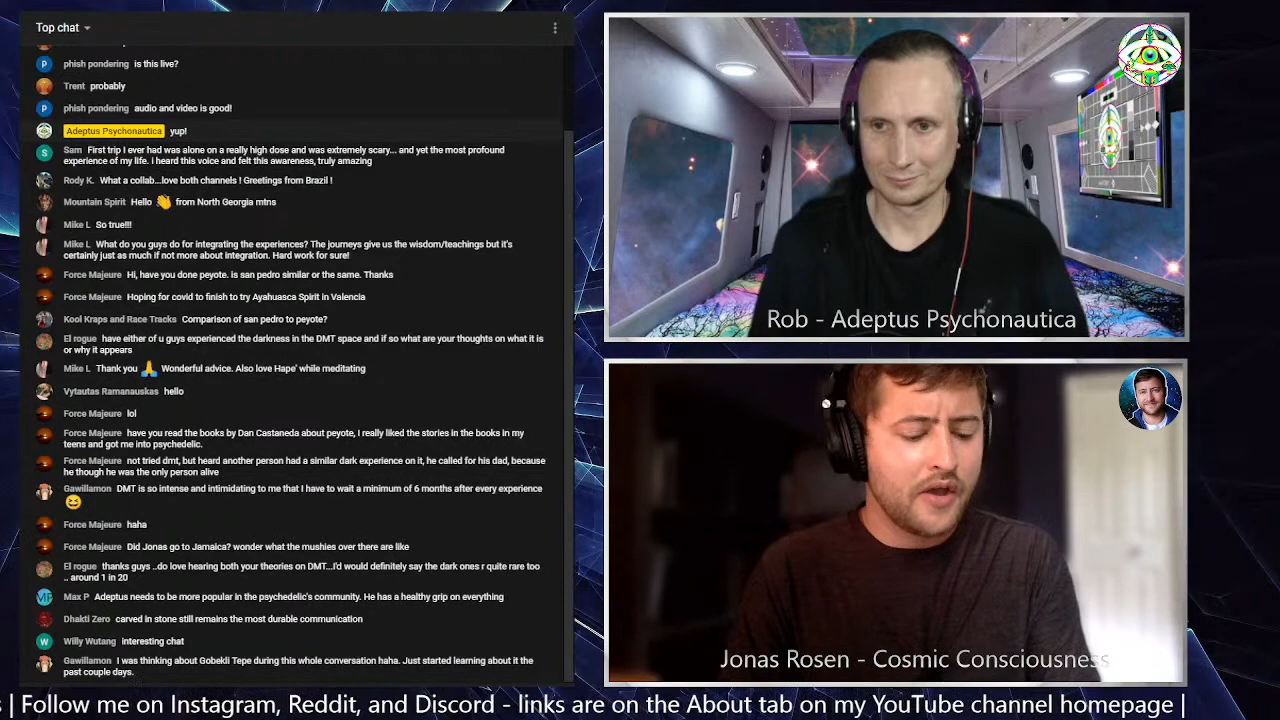 Top chat
P phish pondering is this live?
Trent probably
P phish pondering audio and video is good!
Adeptus Psychonautica yup!
S Sam First trip I ever had was alone on a really high dose and was extremely scary... and yet the most profound
experience of my life. I heard this voice and felt this awareness, truly amazing
Rody K. What a collab...love both channels ! Greetings from Brazil !
Mountain Spirit Hello 👋 from North Georgia mtns
Mike L So true!!!
Mike L What do you guys do for integrating the experiences? The journeys give us the wisdom/teachings but it's
certainly just as much if not more about integration. Hard work for sure!
Force Majeure Hi, have you done peyote. is san pedro similar or the same. Thanks
Force Majeure Hoping for covid to finish to try Ayahuasca Spirit in Valencia
Kool Kraps and Race Tracks Comparison of san pedro to peyote?
El rogue have either of u guys experienced the darkness in the DMT space and if so what are your thoughts on what it is
or why it appears
Mike L Thank you 🙏 Wonderful advice. Also love Hape' while meditating
Vytautas Ramanauskas hello
Force Majeure lol
Force Majeure have you read the books by Dan Castaneda about peyote, I really liked the stories in the books in my
teens and got me into psychedelic.
Force Majeure not tried dmt, but heard another person had a similar dark experience on it, he called for his dad, because
he though he was the only person alive
Gawillamon DMT is so intense and intimidating to me that I have to wait a minimum of 6 months after every experience
😆
Force Majeure haha
Force Majeure Did Jonas go to Jamaica? wonder what the mushies over there are like
El rogue thanks guys ..do love hearing both your theories on DMT...I'd would definitely say the dark ones r quite rare too
.. around 1 in 20
MP Max P Adeptus needs to be more popular in the psychedelic's community. He has a healthy grip on everything
Dhakti Zero carved in stone still remains the most durable communication
W Willy Wutang interesting chat
Gawillamon I was thinking about Gobekli Tepe during this whole conversation haha. Just started learning about it the
past couple days.
Rob - Adeptus Psychonautica
Jonas Rosen - Cosmic Consciousness
s | Follow me on Instagram, Reddit, and Discord - links are on the About tab on my YouTube channel homepage |